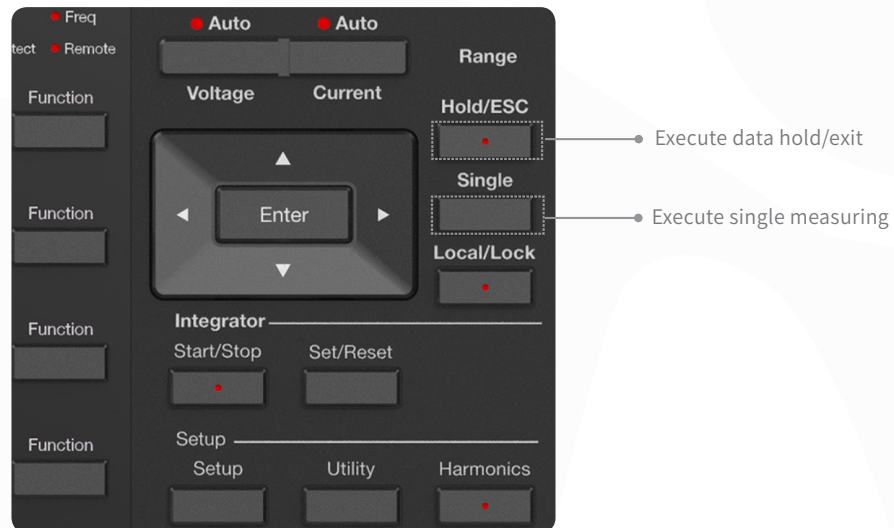 Freq
Auto
Auto
tect
Remote
Range
Function
Voltage
Current
Hold/ESC
Execute data hold/exit
Single
Function
Enter
Execute single measuring
Local/Lock
Integrator
Function
Start/Stop
Set/Reset
Setup
Function
Setup
Utility
Harmonics